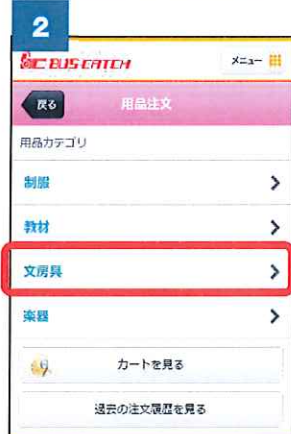 2
BUS CATCH
メニュー
戻る
用品注文
用品カテゴリ
制服
教材
文房具
楽器
カートを見る
過去の注文履歴を見る